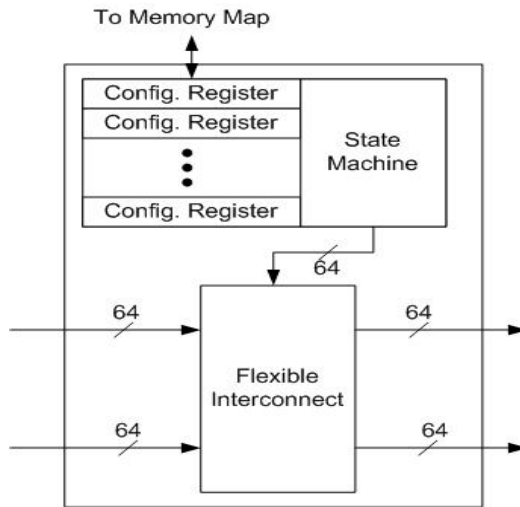 To Memory Map
Config. Register
Config. Register
Config. Register
State
Machine
64
64
64
Flexible
Interconnect
64
64